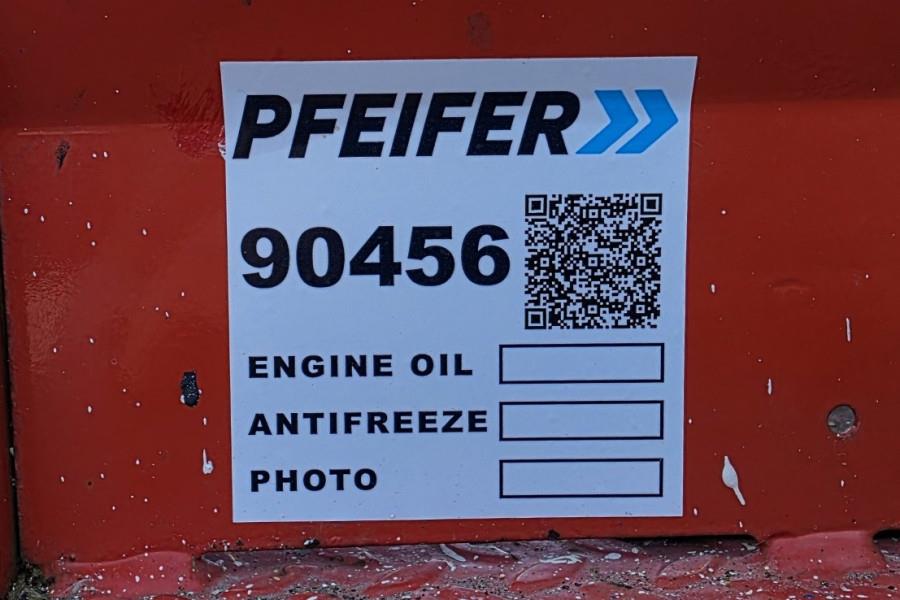 PFEIFER
90456
ENGINE OIL
ANTIFREEZE
PHOTO